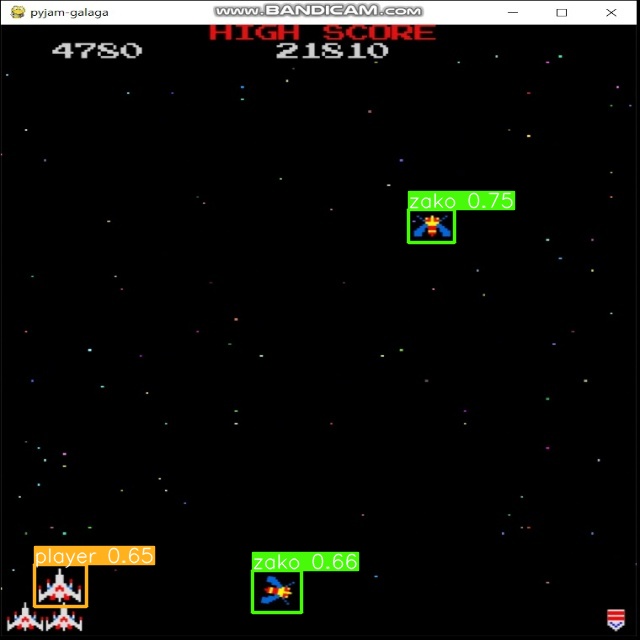 pyjam-galaga
www.BANDICAM.com
HIGH SCORE
4780 21810
zako 0.75
player 0.65
zako 0.66